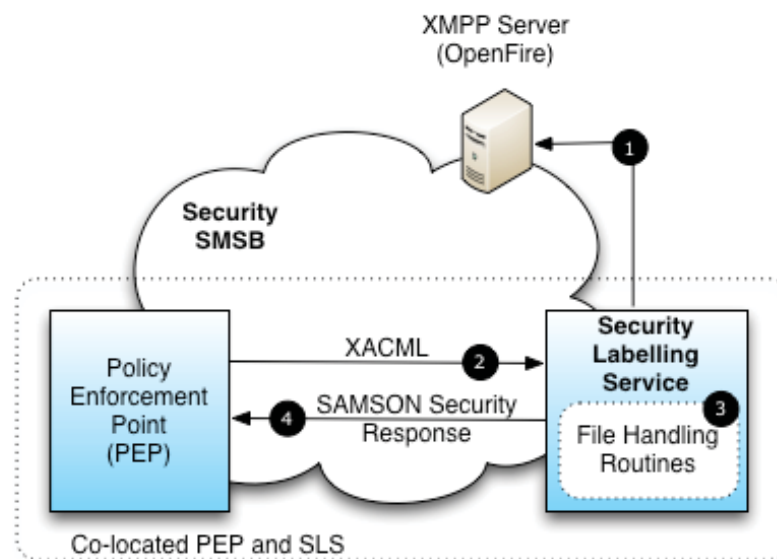 XMPP Server
(OpenFire)
1
Security
SMSB
Policy
Enforcement
Point
(PEP)
XACML
2
4
SAMSON Security
Response
Security
Labelling
Service
3
File Handling
Routines
Co-located PEP and SLS